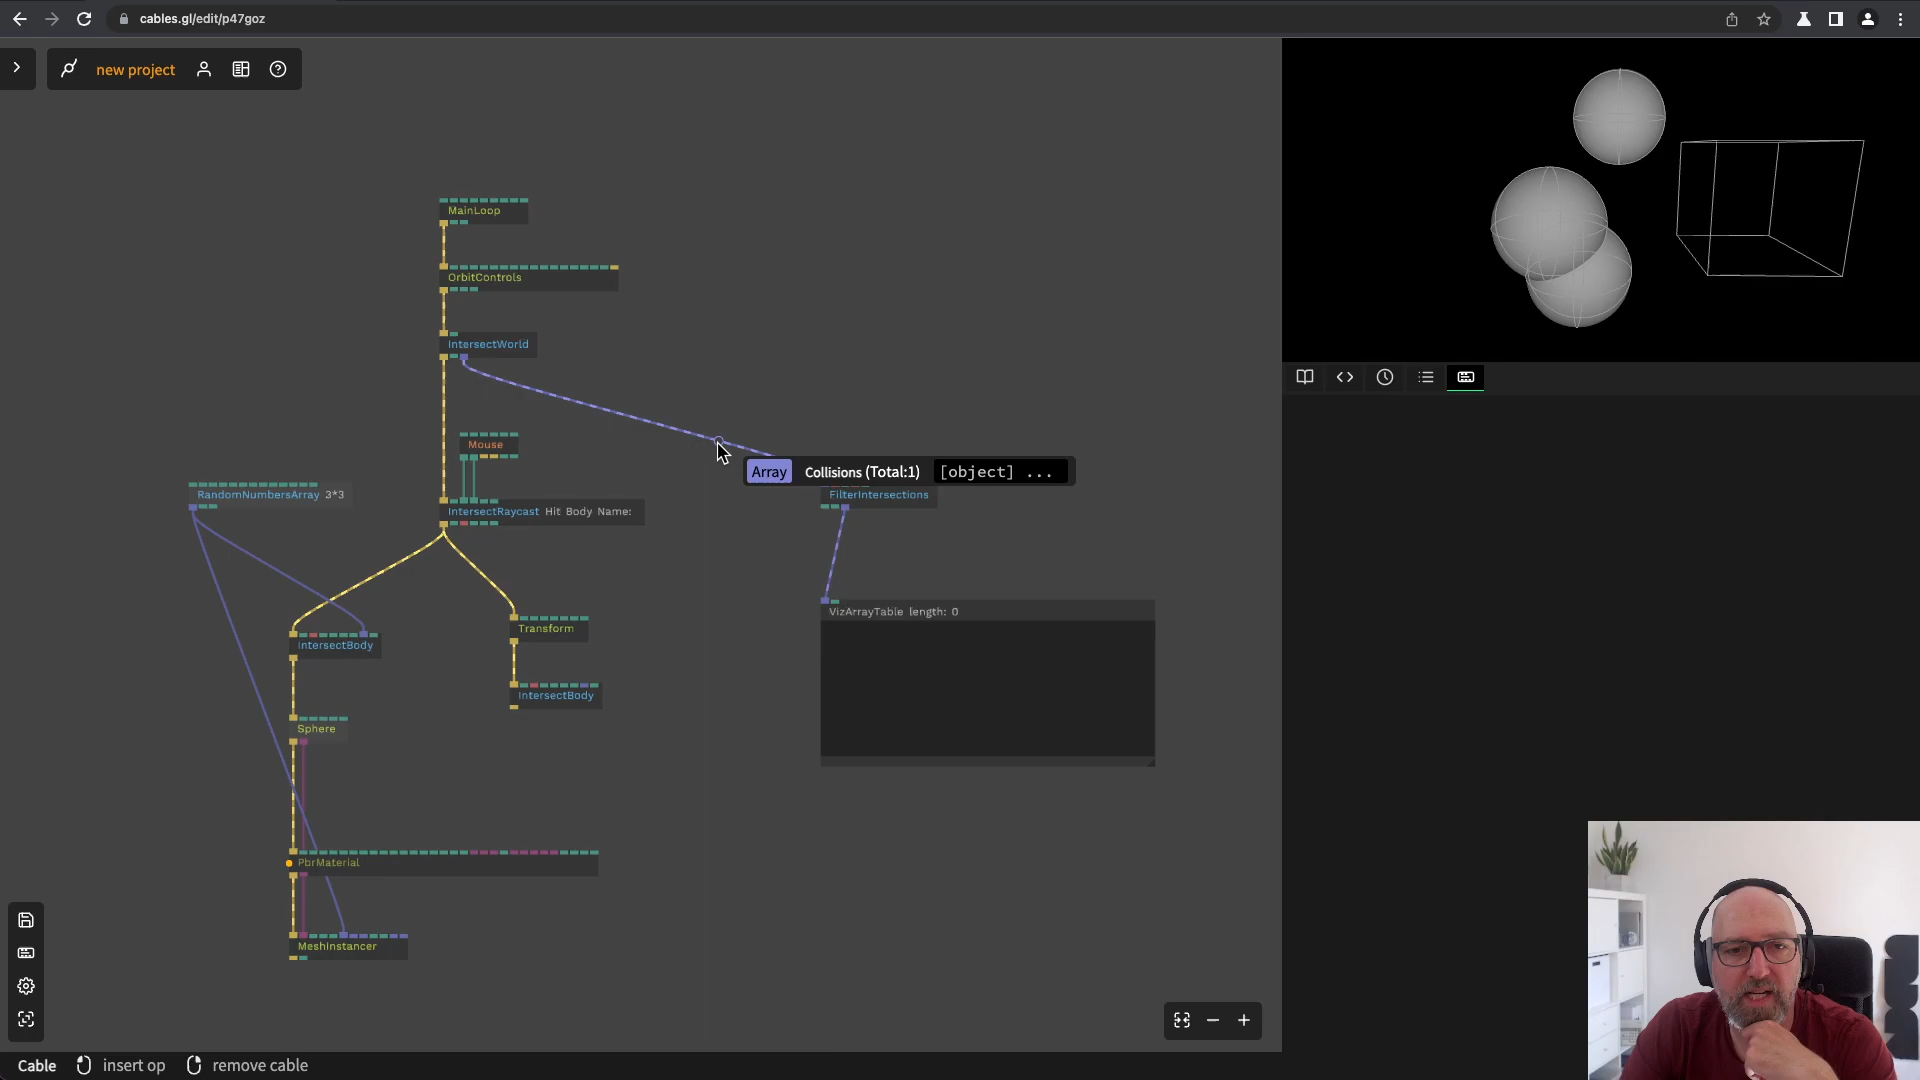 cables.gl/edit/p47goz
new project
MainLoop
OrbitControls
IntersectWorld
Mouse
Array Collisions (Total:1) [object] ...
RandomNumbersArray 3*3
FilterIntersections
IntersectRaycast Hit Body Name:
VizArrayTable length: 0
Transform
IntersectBody
IntersectBody
Sphere
PbrMaterial
MeshInstancer
Cable insert op remove cable